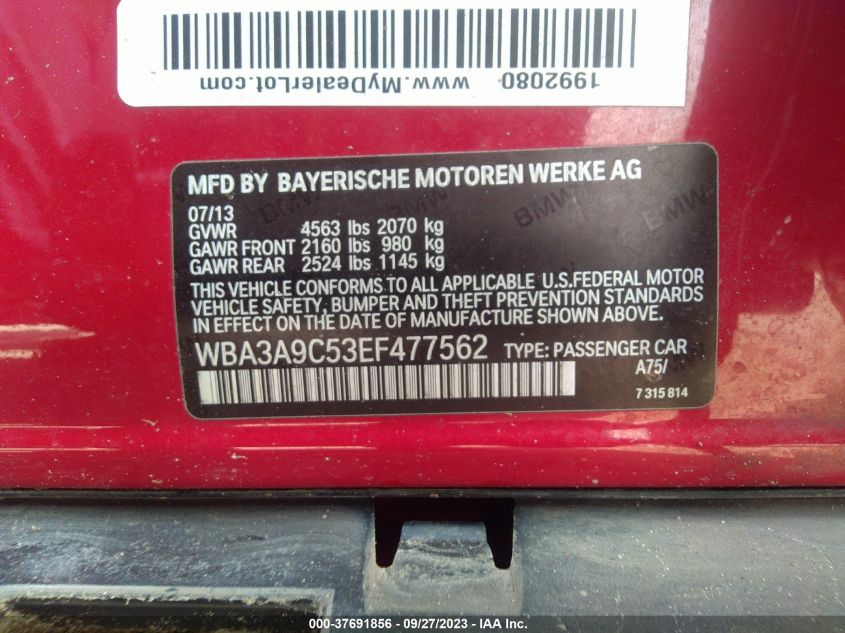 1992080 www.MyDealerLot.com
MFD BY BAYERISCHE MOTOREN WERKE AG
07/13
GVWR 4563 lbs 2070 kg
GAWR FRONT 2160 lbs 980 kg
GAWR REAR 2524 lbs 1145 kg
THIS VEHICLE CONFORMS TO ALL APPLICABLE U.S.FEDERAL MOTOR
VEHICLE SAFETY, BUMPER AND THEFT PREVENTION STANDARDS
IN EFFECT ON THE DATE OF MANUFACTURE SHOWN ABOVE.
WBA3A9C53EF477562 TYPE: PASSENGER CAR
A75/
7 315 814
000-37691856 - 09/27/2023 - IAA Inc.